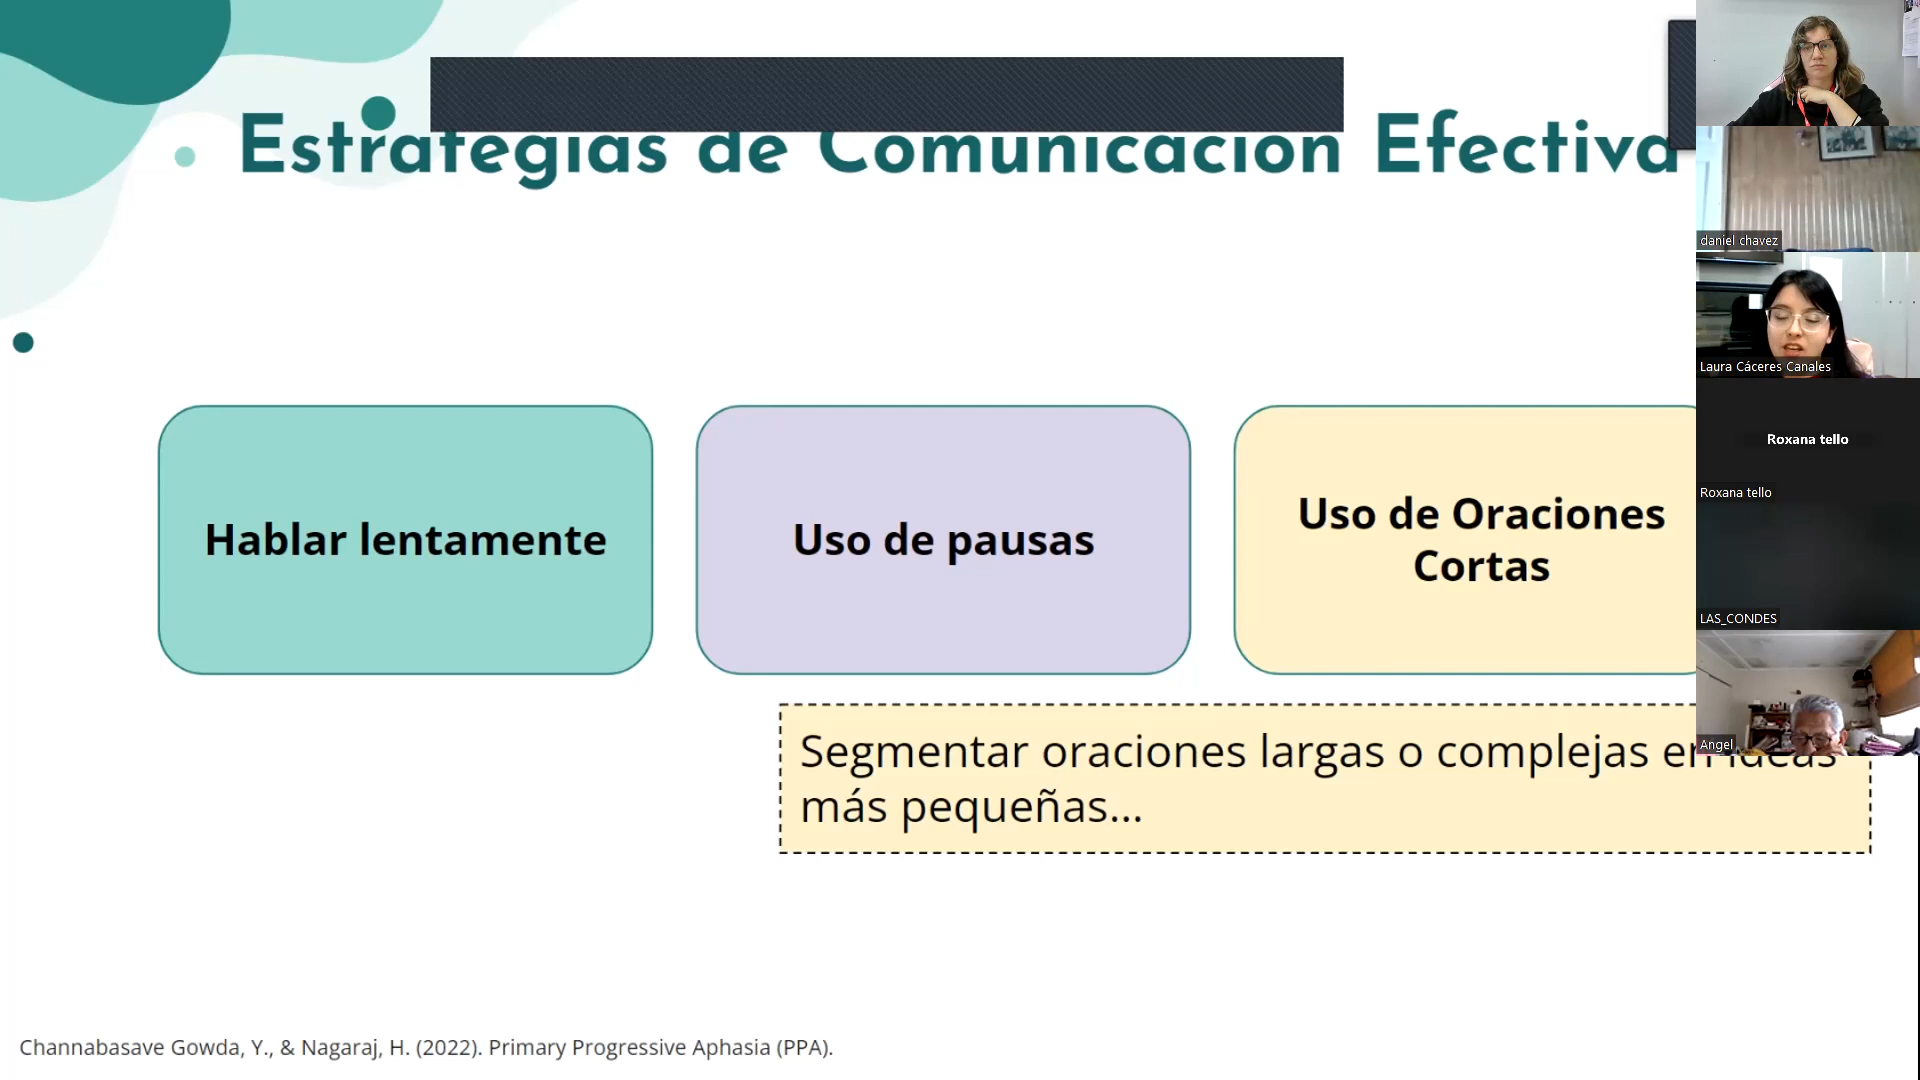 Estrategias de Comunicación Efectiva
Hablar lentamente
Uso de pausas
Uso de Oraciones
Cortas
Segmentar oraciones largas o complejas en ideas
más pequeñas...
Channabasave Gowda, Y., & Nagaraj, H. (2022). Primary Progressive Aphasia (PPA).
daniel chavez
Laura Cáceres Canales
Roxana tello
Roxana tello
LAS_CONDES
Angel